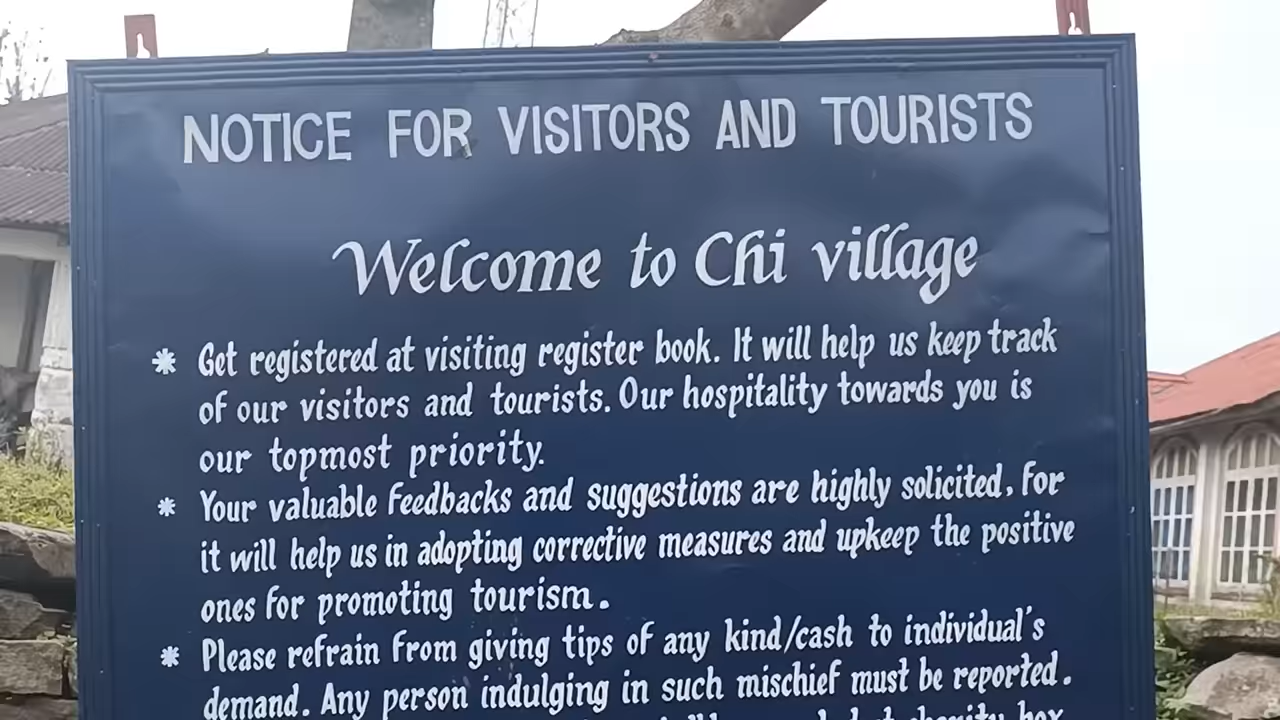 NOTICE FOR VISITORS AND TOURISTS
Welcome to Chi village
* Get registered at visiting register book. It will help us keep track
of our visitors and tourists. Our hospitality towards you is
our topmost priority.
* Your valuable feedbacks and suggestions are highly solicited, for
it will help us in adopting corrective measures and upkeep the positive
ones for promoting tourism.
* Please refrain from giving tips of any kind/cash to individual's
demand. Any person indulging in such mischief must be reported.
charity box